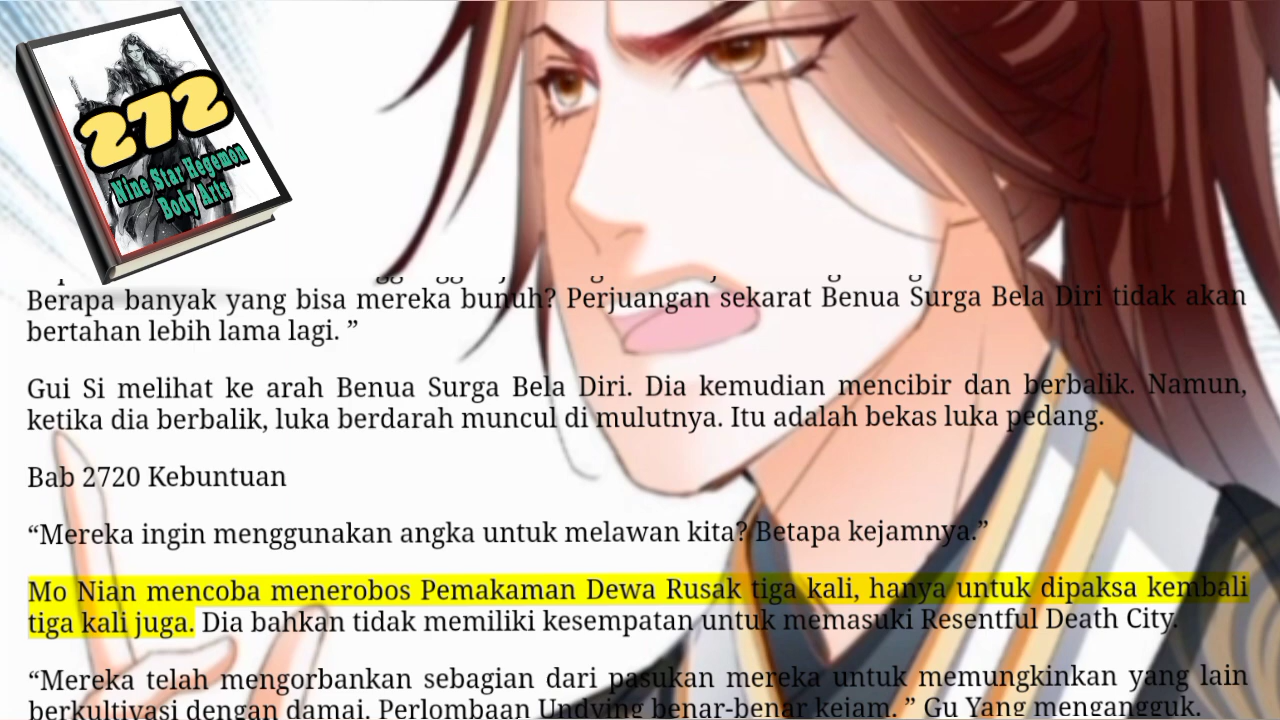 272
Nine Star Hegemon
Body Arts
Berapa banyak yang bisa mereka bunuh? Perjuangan sekarat Benua Surga Bela Diri tidak akan
bertahan lebih lama lagi. ”
Gui Si melihat ke arah Benua Surga Bela Diri. Dia kemudian mencibir dan berbalik. Namun,
ketika dia berbalik, luka berdarah muncul di mulutnya. Itu adalah bekas luka pedang.
Bab 2720 Kebuntuan
“Mereka ingin menggunakan angka untuk melawan kita? Betapa kejamnya.”
Mo Nian mencoba menerobos Pemakaman Dewa Rusak tiga kali, hanya untuk dipaksa kembali
tiga kali juga. Dia bahkan tidak memiliki kesempatan untuk memasuki Resentful Death City.
“Mereka telah mengorbankan sebagian dari pasukan mereka untuk memungkinkan yang lain
berkultivasi dengan damai. Perlombaan Undying benar-benar kejam. ” Gu Yang mengangguk.